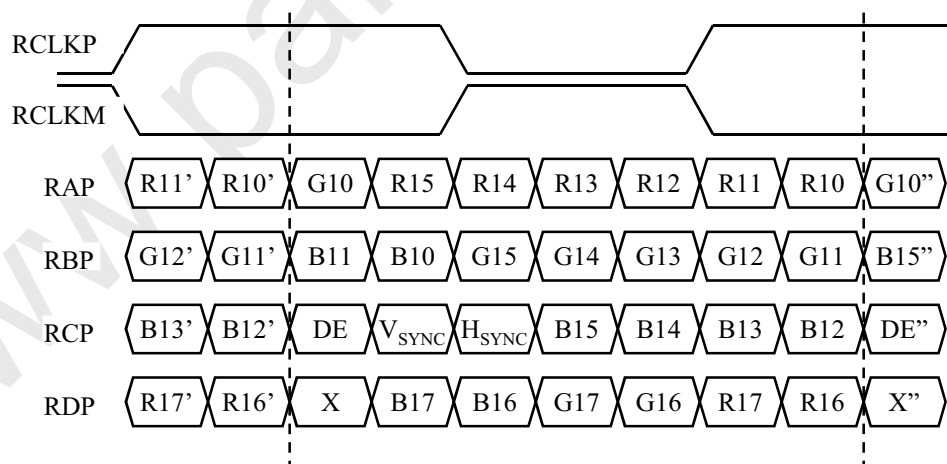 RCLKP
RCLKM
RAP R11’ R10’ G10 R15 R14 R13 R12 R11 R10 G10”
RBP G12’ G11’ B11 B10 G15 G14 G13 G12 G11 B15”
RCP B13’ B12’ DE VSYNC HSYNC B15 B14 B13 B12 DE”
RDP R17’ R16’ X B17 B16 G17 G16 R17 R16 X”